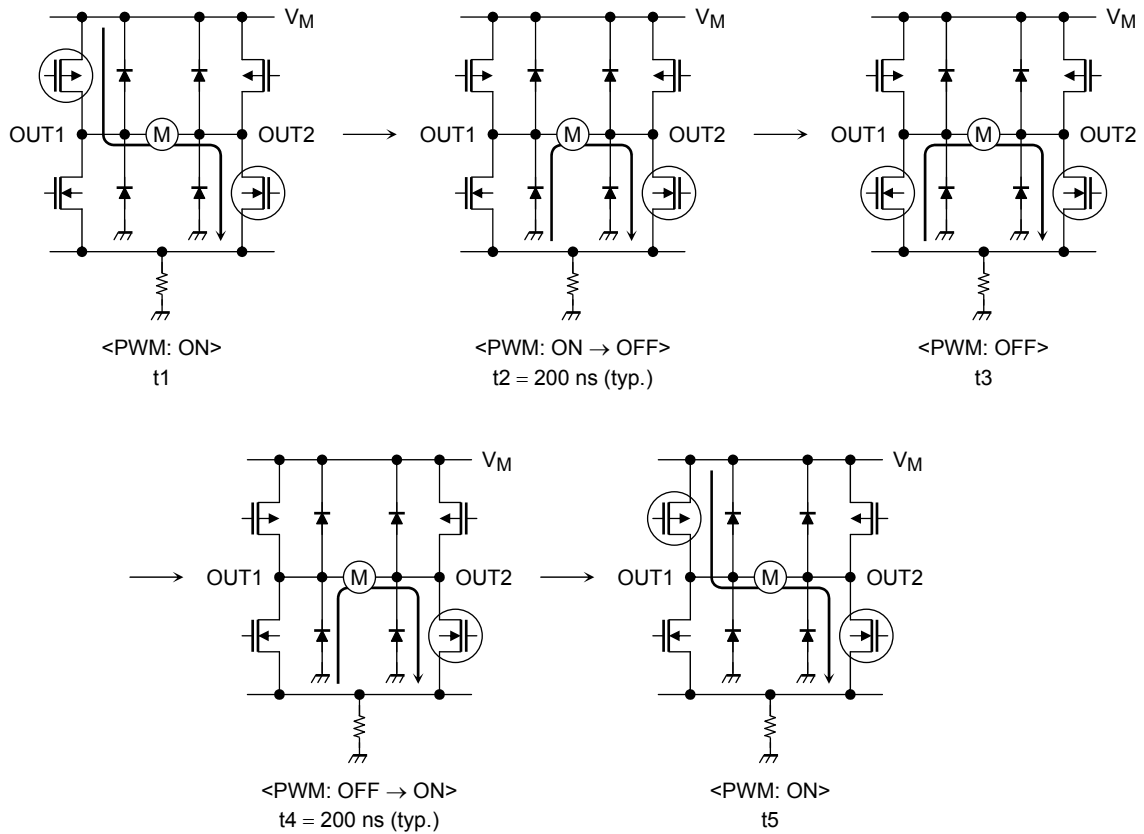 V_M
OUT1 M OUT2
<PWM: ON>
t1
V_M
OUT1 M OUT2
<PWM: ON → OFF>
t2 = 200 ns (typ.)
V_M
OUT1 M OUT2
<PWM: OFF>
t3
V_M
OUT1 M OUT2
<PWM: OFF → ON>
t4 = 200 ns (typ.)
V_M
OUT1 M OUT2
<PWM: ON>
t5